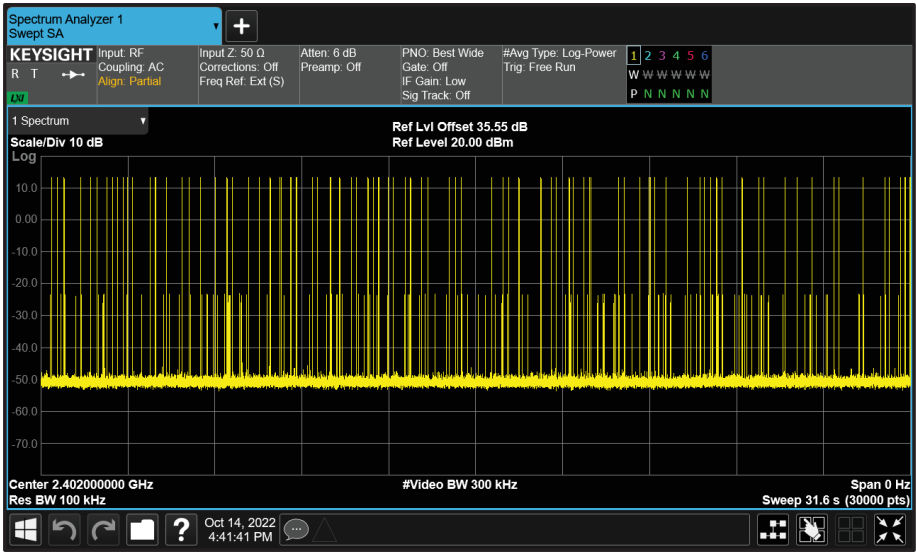 Spectrum Analyzer 1
Swept SA
+
KEYSIGHT
R T
LXI
Input: RF
Coupling: AC
Align: Partial
Input Z: 50 Ω
Corrections: Off
Freq Ref: Ext (S)
Atten: 6 dB
Preamp: Off
PNO: Best Wide
Gate: Off
IF Gain: Low
Sig Track: Off
#Avg Type: Log-Power
Trig: Free Run
1 2 3 4 5 6
W W W W W W
P N N N N N
1 Spectrum
Scale/Div 10 dB
Ref Lvl Offset 35.55 dB
Ref Level 20.00 dBm
Log
10.0
0.00
-10.0
-20.0
-30.0
-40.0
-50.0
-60.0
-70.0
Center 2.402000000 GHz
#Video BW 300 kHz
Span 0 Hz
Res BW 100 kHz
Sweep 31.6 s (30000 pts)
?
Oct 14, 2022
4:41:41 PM